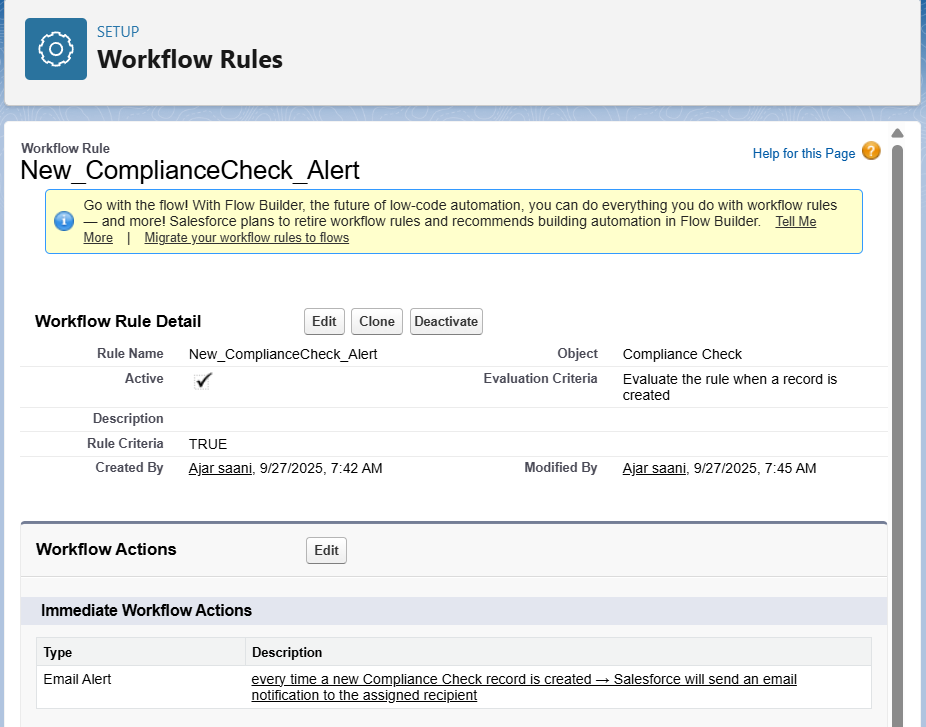 SETUP
Workflow Rules
Workflow Rule
New_ComplianceCheck_Alert
Help for this Page ?
Go with the flow! With Flow Builder, the future of low-code automation, you can do everything you do with workflow rules
— and more! Salesforce plans to retire workflow rules and recommends building automation in Flow Builder. Tell Me
More | Migrate your workflow rules to flows
Workflow Rule Detail Edit Clone Deactivate
Rule Name New_ComplianceCheck_Alert Object Compliance Check
Active Evaluation Criteria Evaluate the rule when a record is
created
Description
Rule Criteria TRUE
Created By Ajar saani, 9/27/2025, 7:42 AM Modified By Ajar saani, 9/27/2025, 7:45 AM
Workflow Actions Edit
Immediate Workflow Actions
Type Description
Email Alert every time a new Compliance Check record is created → Salesforce will send an email
notification to the assigned recipient